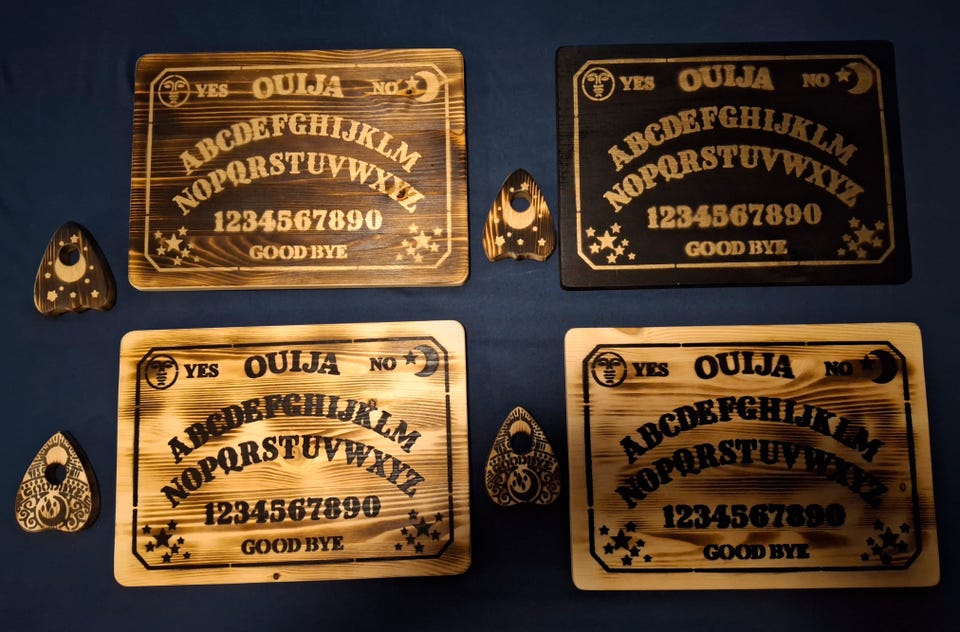 YES OUIJA NO
ABCDEFGHIJKLM
NOPQRSTUVWXYZ
1234567890
GOOD BYE
YES OUIJA NO
ABCDEFGHIJKLM
NOPQRSTUVWXYZ
1234567890
GOOD BYE
YES OUIJA NO
ABCDEFGHIJKLM
NOPQRSTUVWXYZ
1234567890
GOOD BYE
YES OUIJA NO
ABCDEFGHIJKLM
NOPQRSTUVWXYZ
1234567890
GOOD BYE